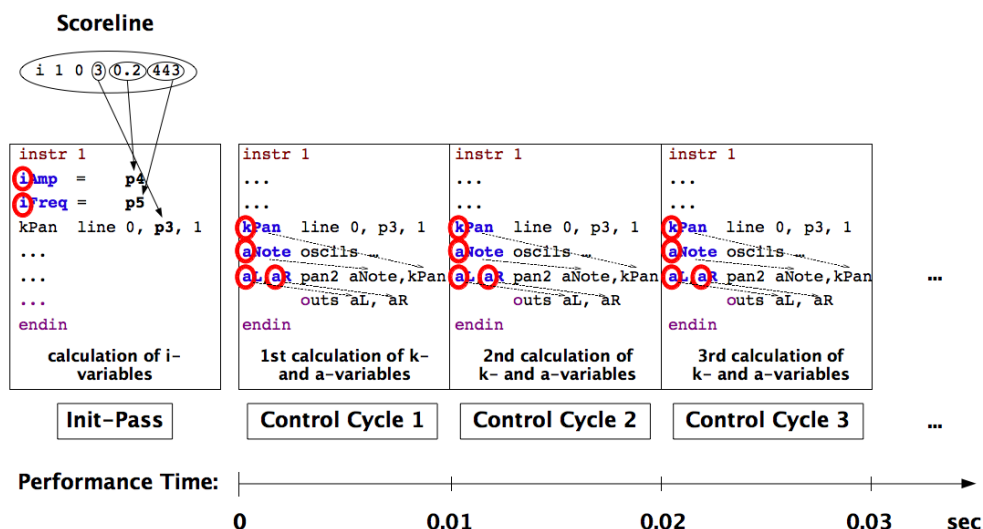 Scoreline
i 1 0 3 0.2 443
instr 1
iAmp = p4
iFreq = p5
kPan line 0, p3, 1
...
...
...
endin
calculation of i-
variables
instr 1
...
...
kPan line 0, p3, 1
aNote oscils …
aL, aR pan2 aNote,kPan
outs aL, aR
endin
1st calculation of k-
and a-variables
instr 1
...
...
kPan line 0, p3, 1
aNote oscils …
aL, aR pan2 aNote,kPan
outs aL, aR
endin
2nd calculation of
k- and a-variables
instr 1
...
...
kPan line 0, p3, 1
aNote oscils …
aL, aR pan2 aNote,kPan
outs aL, aR
endin
3rd calculation of
k- and a-variables
...
Init-Pass
Control Cycle 1
Control Cycle 2
Control Cycle 3
...
Performance Time:
0 0.01 0.02 0.03 sec